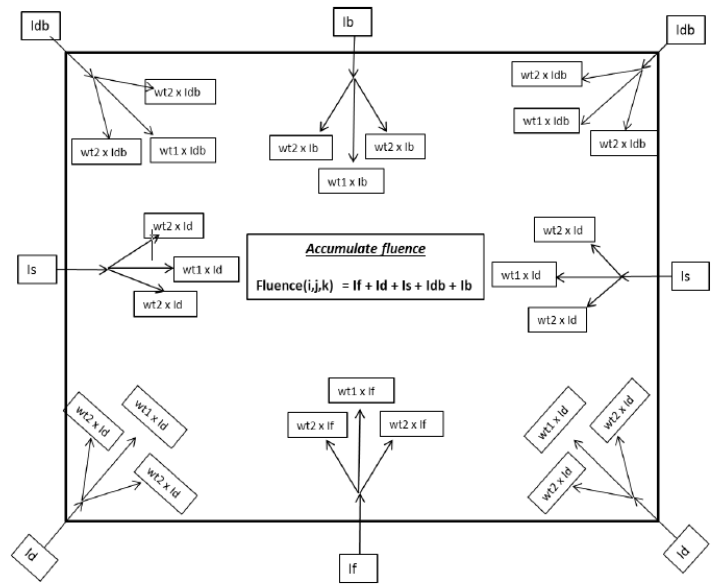 Idb
Ib
Idb
wt2 x Idb
wt2 x Idb
wt1 x Idb
wt2 x Ib
wt2 x Ib
wt1 x Ib
wt2 x Idb
wt1 x Idb
wt2 x Idb
Is
wt2 x Id
wt1 x Id
wt2 x Id
Accumulate fluence
Fluence(i,j,k) = If + Id + Is + Idb + Ib
wt2 x Id
wt1 x Id
wt2 x Id
Is
wt2 x Id
wt1 x Id
wt2 x Id
wt1 x If
wt2 x If
wt2 x If
wt1 x Id
wt2 x Id
wt2 x Id
Id
If
Id